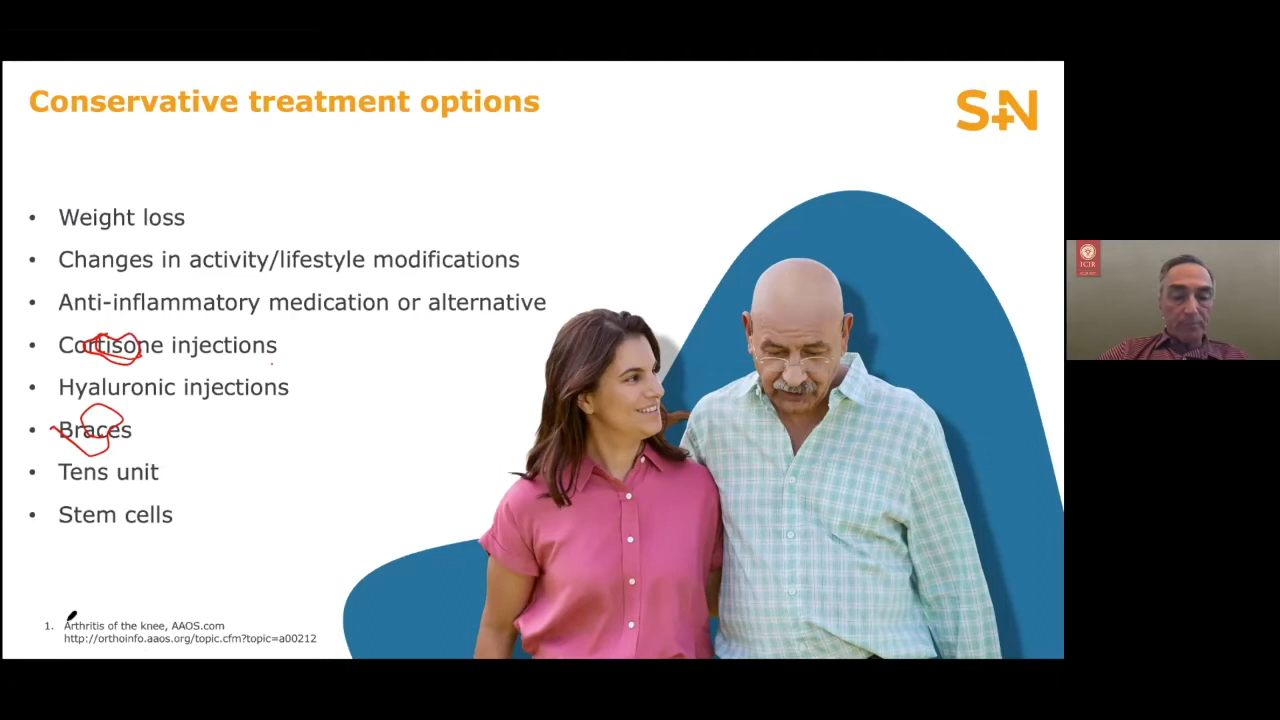 Conservative treatment options
S+N
• Weight loss
• Changes in activity/lifestyle modifications
• Anti-inflammatory medication or alternative
• Cortisone injections
• Hyaluronic injections
• Braces
• Tens unit
• Stem cells
1. Arthritis of the knee, AAOS.com
http://orthoinfo.aaos.org/topic.cfm?topic=a00212
ICJR